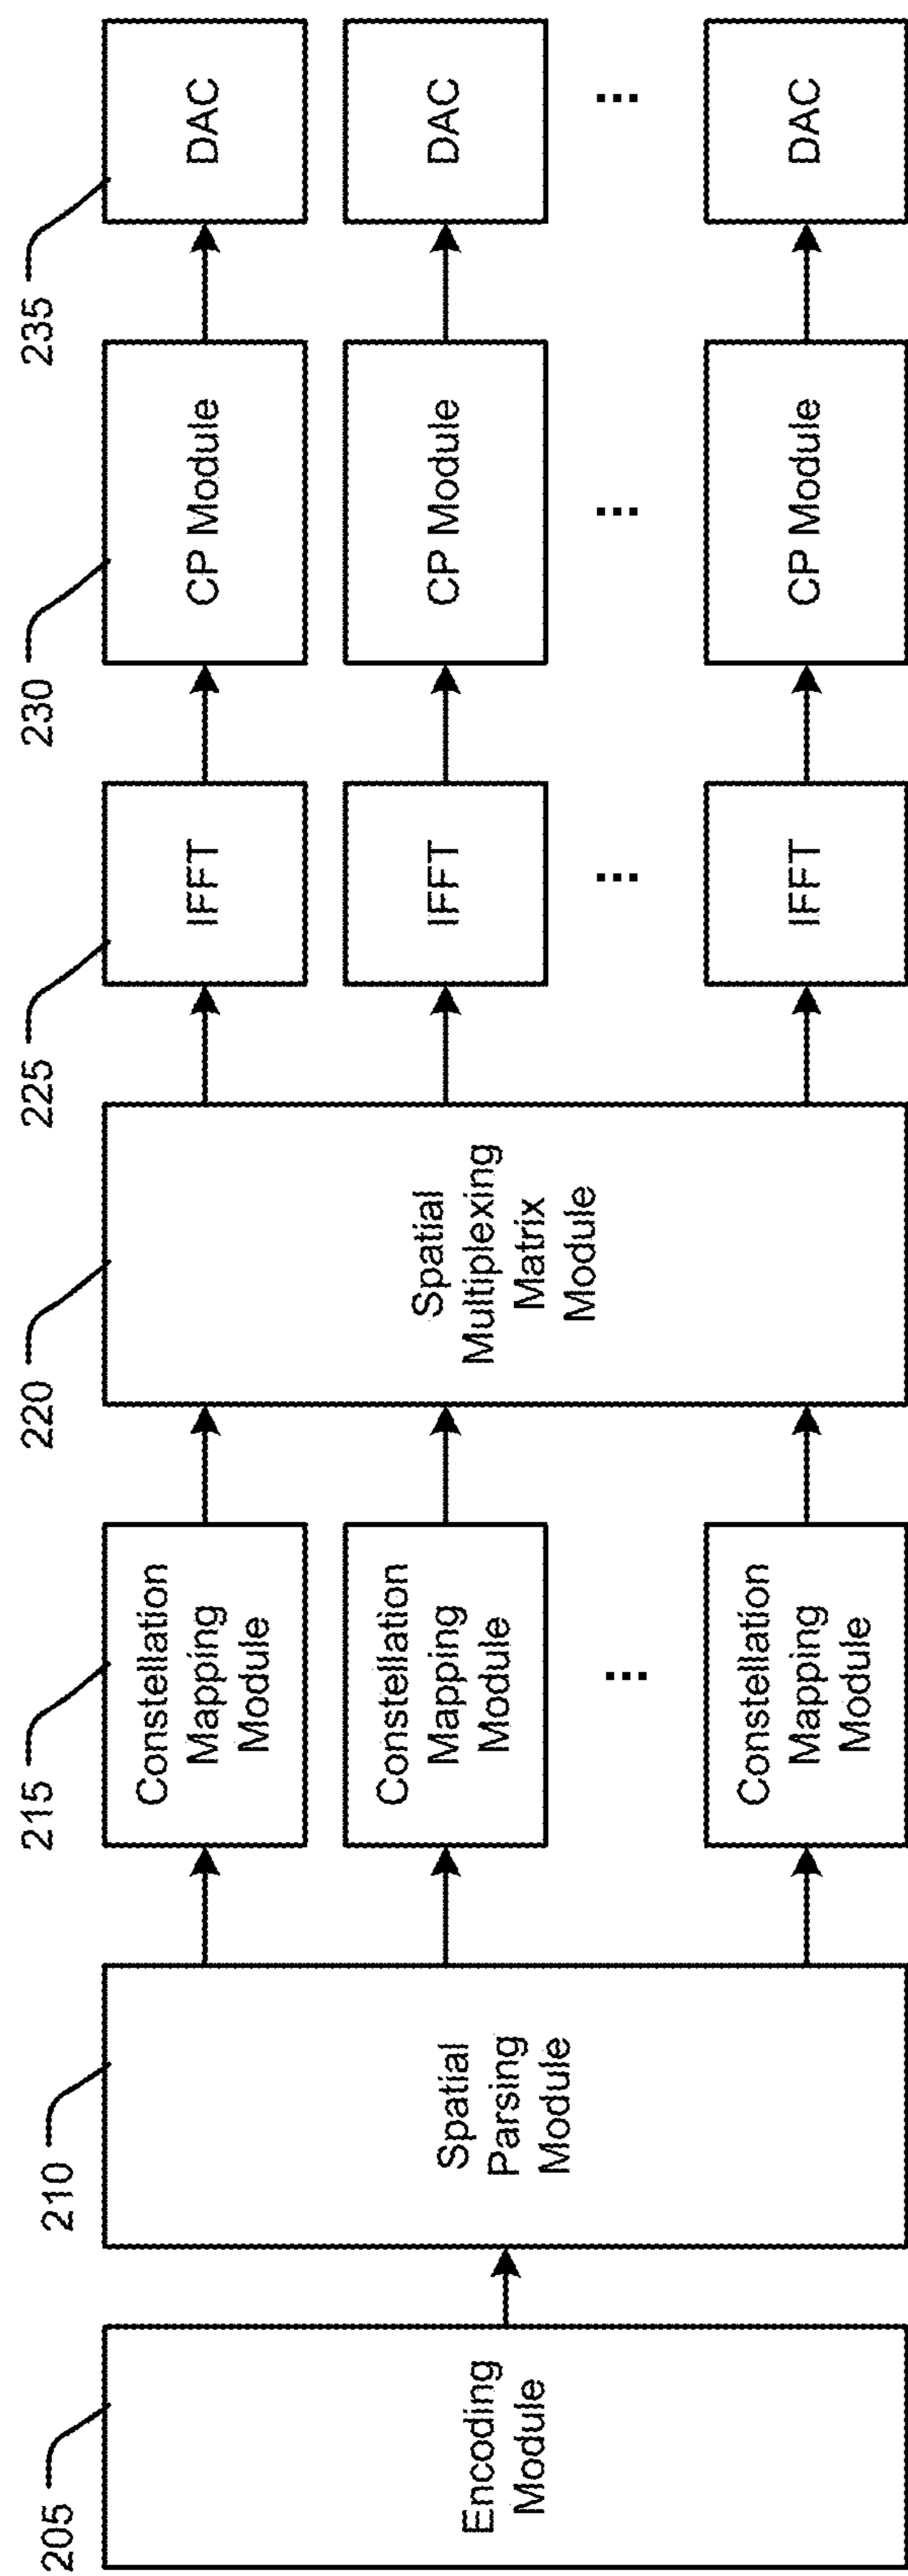 205
Encoding
Module
210
Spatial
Parsing
Module
215
Constellation
Mapping
Module
Constellation
Mapping
Module
...
Constellation
Mapping
Module
220
Spatial
Multiplexing
Matrix
Module
225
IFFT
IFFT
...
IFFT
230
CP Module
CP Module
...
CP Module
235
DAC
DAC
...
DAC